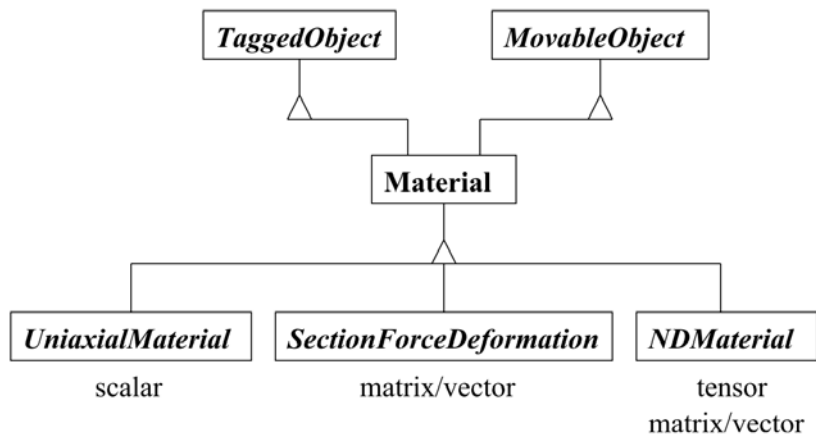 TaggedObject
MovableObject
Material
UniaxialMaterial
SectionForceDeformation
NDMaterial
scalar
matrix/vector
tensor
matrix/vector